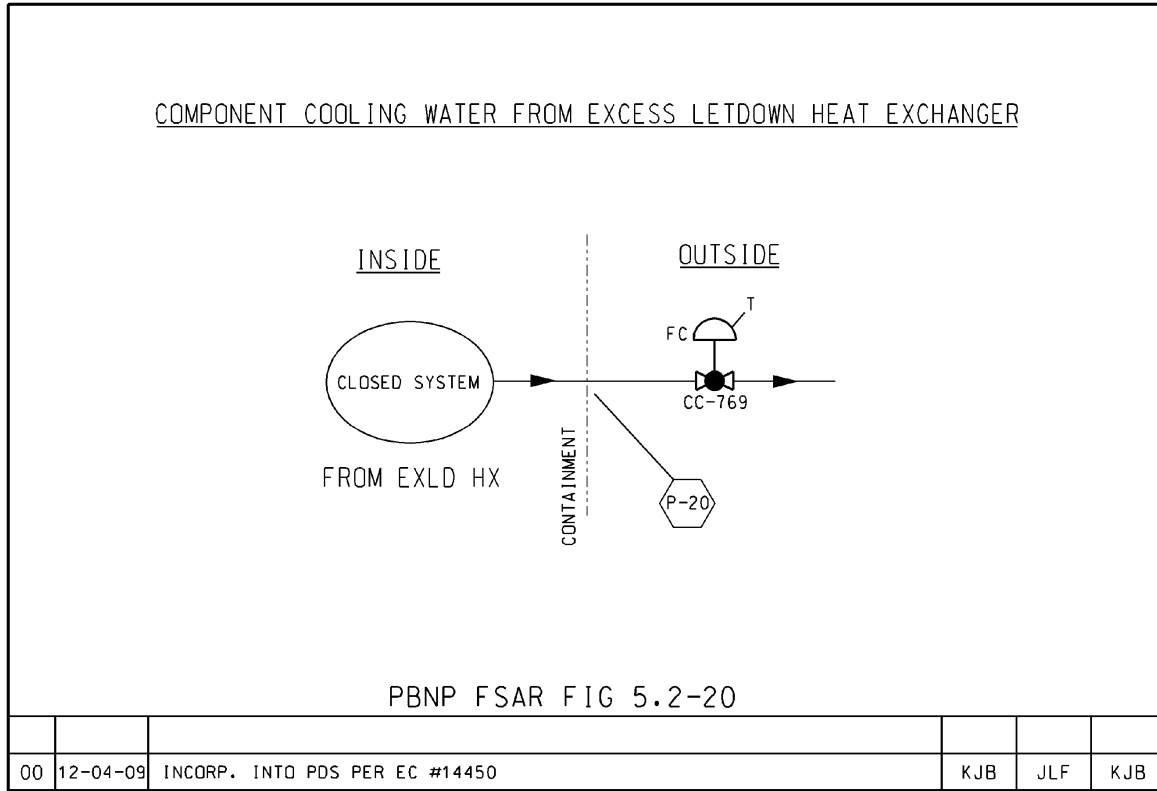 COMPONENT COOLING WATER FROM EXCESS LETDOWN HEAT EXCHANGER
INSIDE
OUTSIDE
T
FC
CLOSED SYSTEM
CC-769
FROM EXLD HX
CONTAINMENT
P-20
PBNP FSAR FIG 5.2-20
00 12-04-09 INCORP. INTO PDS PER EC #14450 KJB JLF KJB